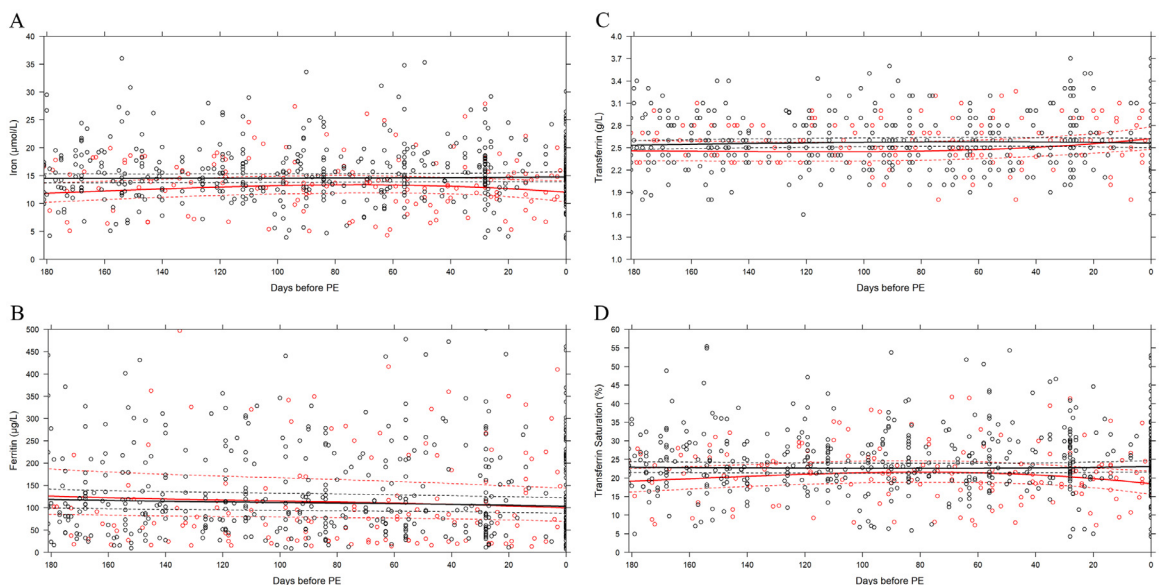 A
40
35
30
25
20
15
10
5
0
Iron (µmol/L)
180 160 140 120 100 80 60 40 20 0
Days before PE
B
500
450
400
350
300
250
200
150
100
50
0
Ferritin (µg/L)
180 160 140 120 100 80 60 40 20 0
Days before PE
C
4.0
3.7
3.4
3.1
2.8
2.5
2.2
1.9
1.6
1.3
1.0
Transferrin (g/L)
180 160 140 120 100 80 60 40 20 0
Days before PE
D
60
55
50
45
40
35
30
25
20
15
10
5
0
Transferrin Saturation (%)
180 160 140 120 100 80 60 40 20 0
Days before PE